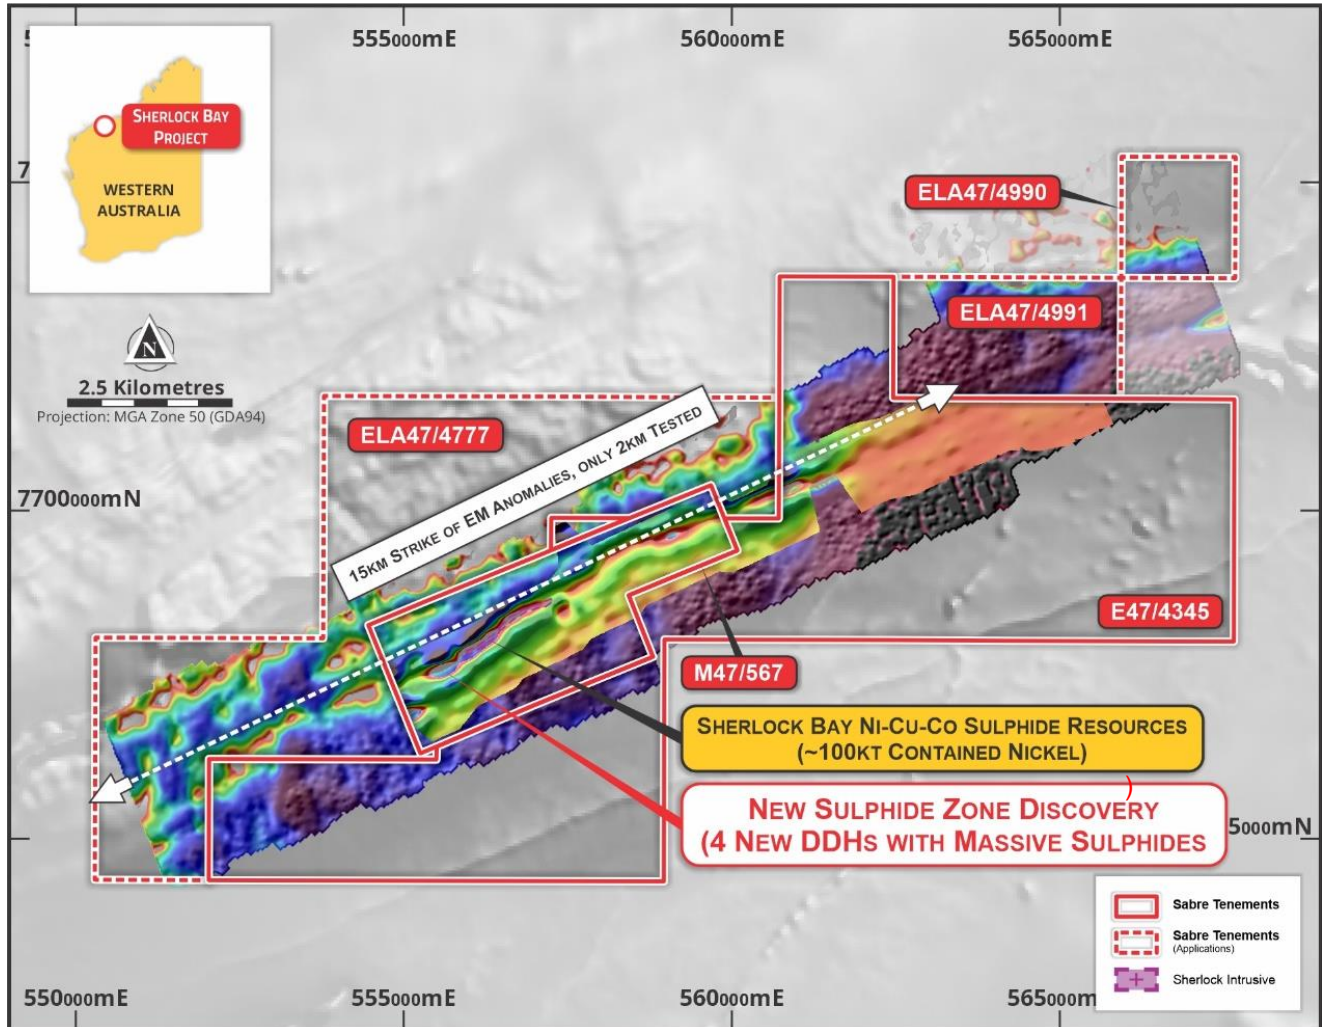 555000mE
560000mE
565000mE
SHERLOCK BAY
PROJECT
WESTERN
AUSTRALIA
ELA47/4990
ELA47/4991
N
2.5 Kilometres
Projection: MGA Zone 50 (GDA94)
ELA47/4777
15KM STRIKE OF EM ANOMALIES, ONLY 2KM TESTED
7700000mN
E47/4345
M47/567
SHERLOCK BAY NI-CU-CO SULPHIDE RESOURCES
(~100KT CONTAINED NICKEL)
NEW SULPHIDE ZONE DISCOVERY
)
(4 NEW DDHS WITH MASSIVE SULPHIDES
5000mN
Sabre Tenements
Sabre Tenements
(Applications)
Sherlock Intrusive
550000mE
555000mE
560000mE
565000m